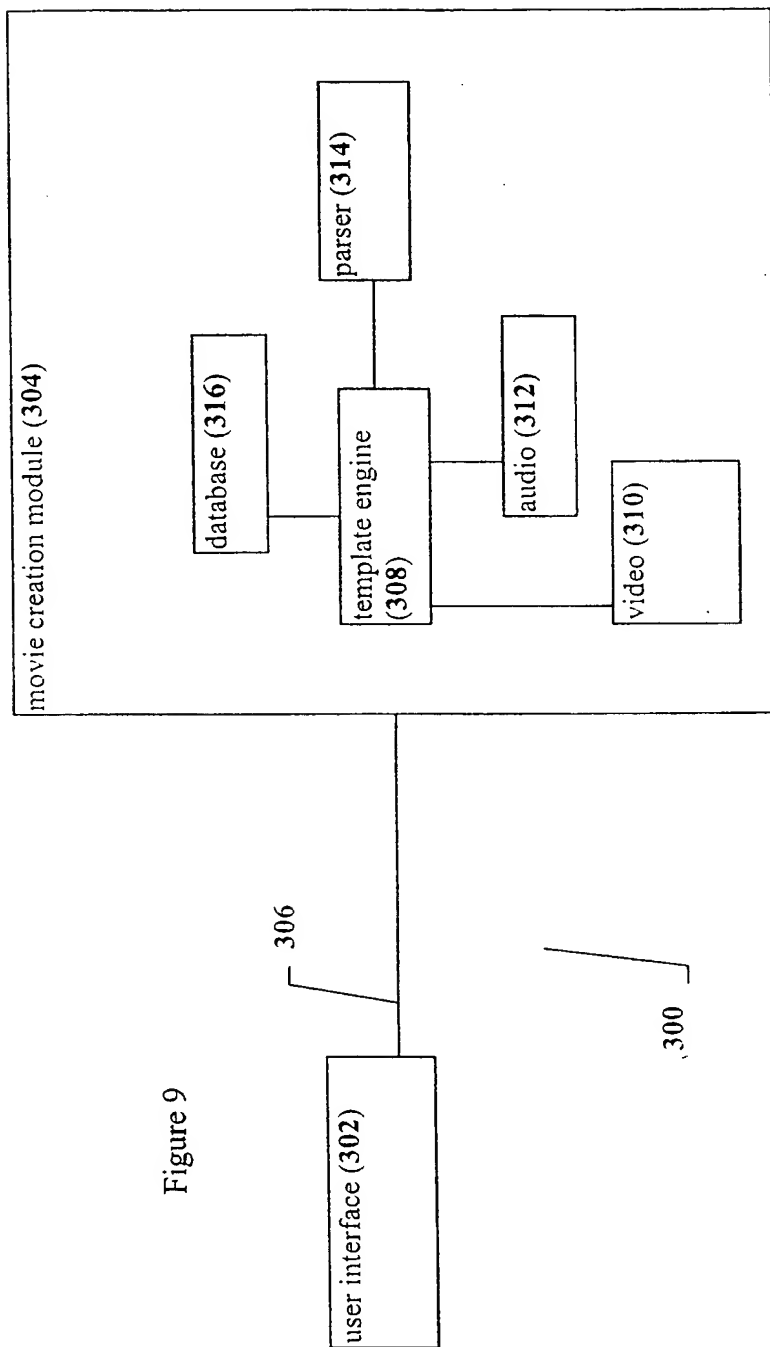 Figure 9
movie creation module (304)
database (316)
parser (314)
template engine
(308)
audio (312)
video (310)
306
user interface (302)
300